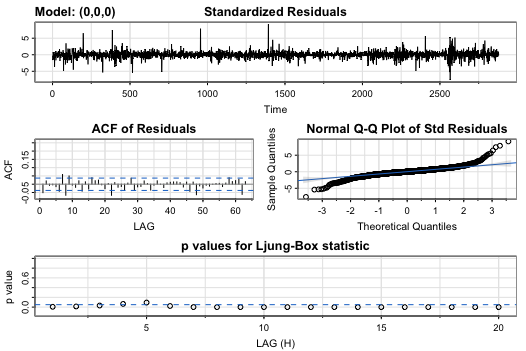 Model: (0,0,0) Standardized Residuals
5
0
-5
0 500 1000 1500 2000 2500
Time
ACF of Residuals
ACF
0.15
0.05
-0.05
0 10 20 30 40 50 60
LAG
Normal Q-Q Plot of Std Residuals
Sample Quantiles
5
0
-5
-3 -2 -1 0 1 2 3
Theoretical Quantiles
p values for Ljung-Box statistic
p value
0.6
0.0
5 10 15 20
LAG (H)